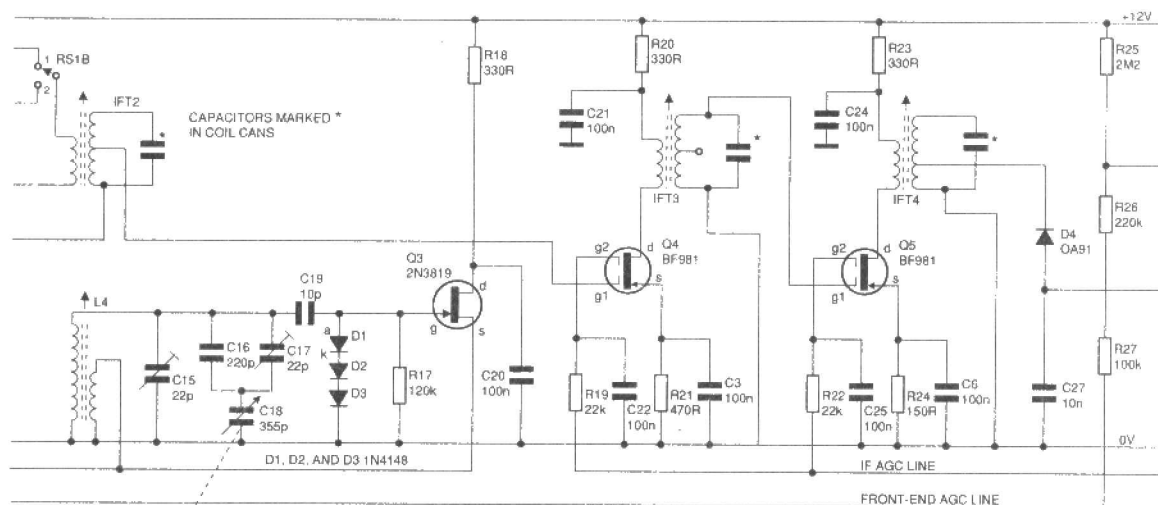 +12V
RS1B
1
2
IFT2
*
CAPACITORS MARKED *
IN COIL CANS
R18
330R
R20
330R
C21
100n
*
IFT3
R23
330R
C24
100n
*
IFT4
R25
2M2
R26
220k
D4
OA91
Q3
2N3819
d
g
s
Q4
BF981
g2
d
g1
s
Q5
BF981
g2
d
g1
s
L4
C19
10p
C16
220p
C17
22p
C15
22p
C18
355p
a
k
D1
D2
D3
R17
120k
C20
100n
R19
22k
C22
100n
R21
470R
C3
100n
R22
22k
C25
100n
R24
150R
C6
100n
C27
10n
R27
100k
0V
D1, D2, AND D3 1N4148
IF AGC LINE
FRONT-END AGC LINE